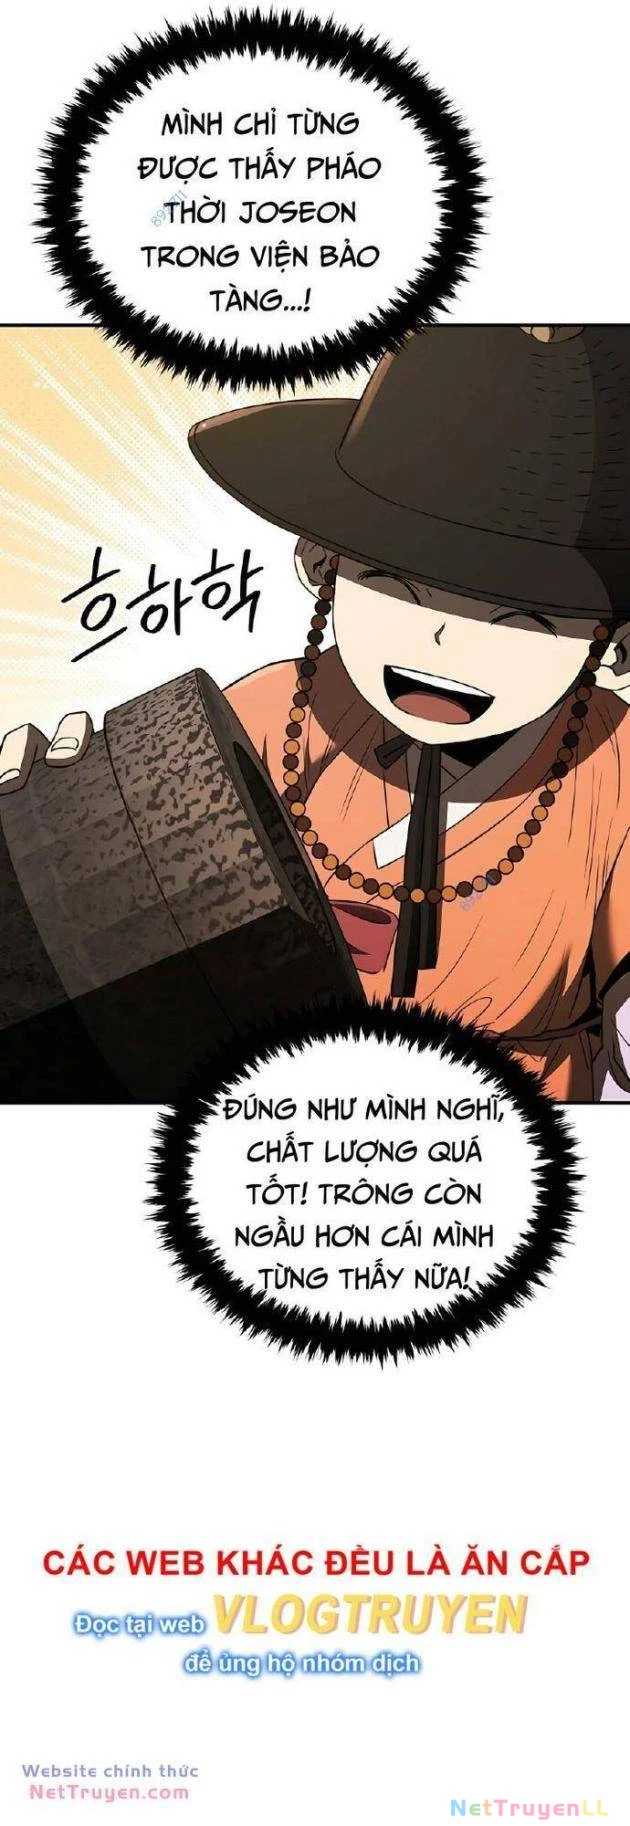 MÌNH CHỈ TỪNG
ĐƯỢC THẤY PHÁO
THỜI JOSEON
TRONG VIỆN BẢO
TÀNG...!
흐하학
ĐÚNG NHƯ MÌNH NGHĨ,
CHẤT LƯỢNG QUÁ
TỐT! TRÔNG CÒN
NGẦU HƠN CÁI MÌNH
TỪNG THẤY NỮA!
CÁC WEB KHÁC ĐỀU LÀ ĂN CẮP
Đọc tại web VLOGTRUYEN
để ủng hộ nhóm dịch
Website chính thức
NetTruyen.com
NetTruyenLL